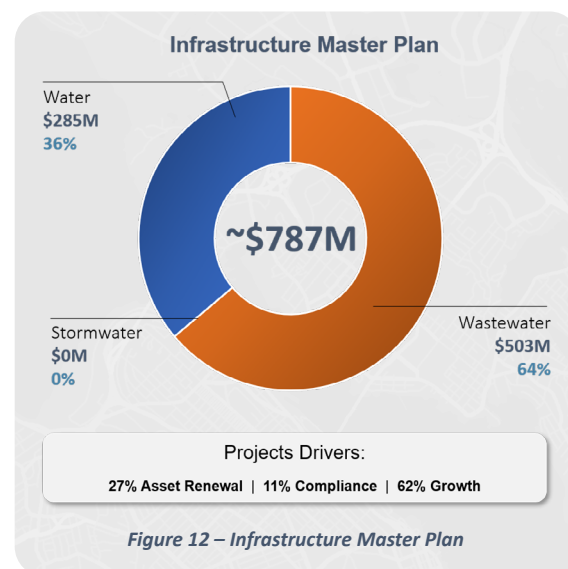 Infrastructure Master Plan
Water
$285M
36%
~$787M
Stormwater
$0M
0%
Wastewater
$503M
64%
Projects Drivers:
27% Asset Renewal | 11% Compliance | 62% Growth
Figure 12 – Infrastructure Master Plan